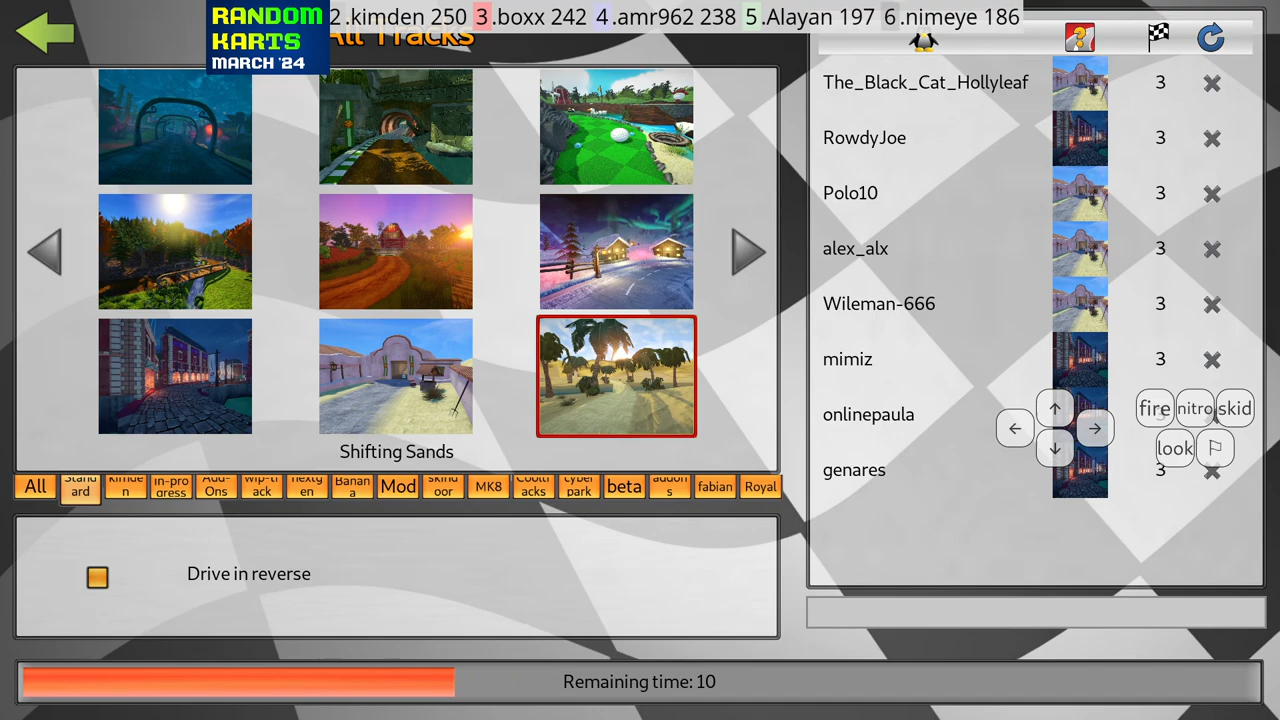 RANDOM
KARTS
MARCH '24
2.kimden 250 3.boxx 242 4.amr962 238 5.Alayan 197 6.nimeye 186
All Tracks
The_Black_Cat_Hollyleaf 3
RowdyJoe 3
Polo10 3
alex_alx 3
Wileman-666 3
mimiz 3
onlinepaula
genares 3
fire nitro skid
look
Shifting Sands
All
Stand
ard
Kimde
n
in-pro
gress
Add-
Ons
wip-tr
ack
nextg
en
Banan
a
Mod
skind
oor
MK8
Coolt
racks
cyber
park
beta
addon
s
fabian
Royal
Drive in reverse
Remaining time: 10